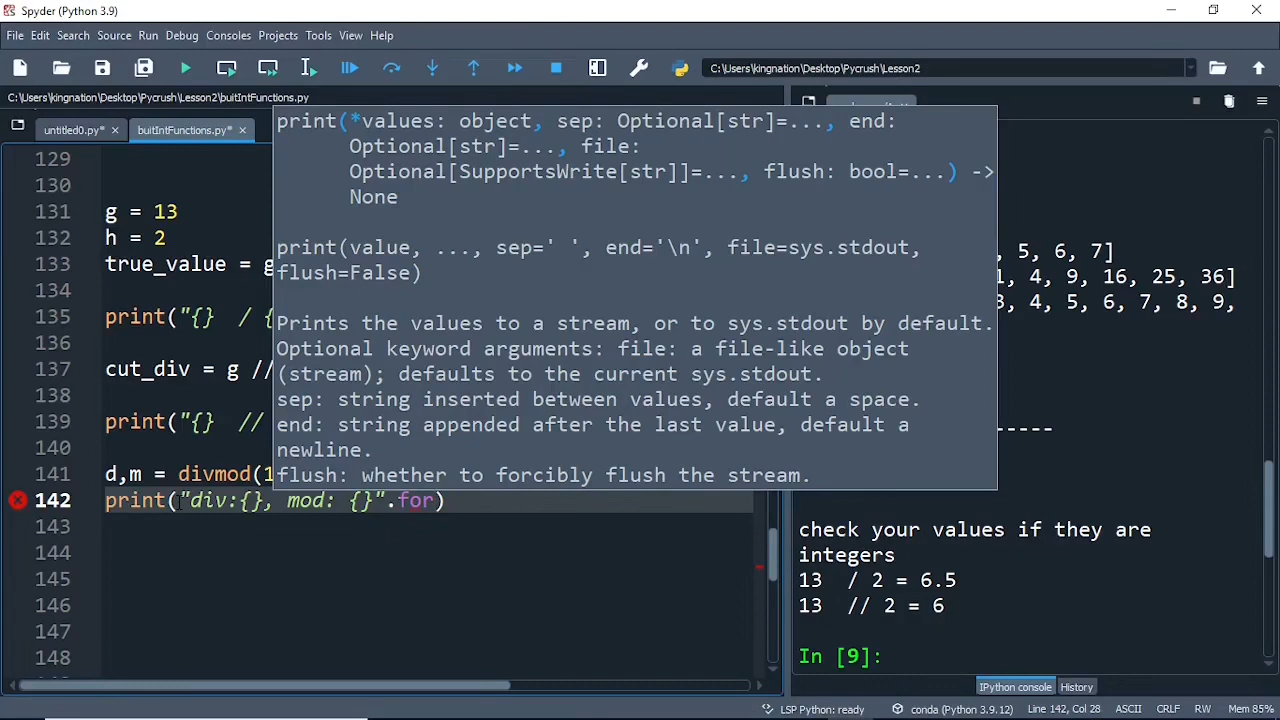 Spyder (Python 3.9)
File Edit Search Source Run Debug Consoles Projects Tools View Help
C:\Users\kingnation\Desktop\Pycrush\Lesson2
C:\Users\kingnation\Desktop\Pycrush\Lesson2\buitIntFunctions.py
untitled0.py* buitIntFunctions.py*
129
130
131 g = 13
132 h = 2
133 true_value = g
134
135 print("{}  / {
136
137 cut_div = g //
138
139 print("{}  //
140
141 d,m = divmod(1
142 print("div:{}, mod: {}".for)
143
144
145
146
147
148
print(*values: object, sep: Optional[str]=..., end:
Optional[str]=..., file:
Optional[SupportsWrite[str]]=..., flush: bool=...) ->
None
print(value, ..., sep=' ', end='\n', file=sys.stdout,
flush=False)
Prints the values to a stream, or to sys.stdout by default.
Optional keyword arguments: file: a file-like object
(stream); defaults to the current sys.stdout.
sep: string inserted between values, default a space.
end: string appended after the last value, default a
newline.
flush: whether to forcibly flush the stream.
, 5, 6, 7]
, 4, 9, 16, 25, 36]
, 4, 5, 6, 7, 8, 9,
-----
check your values if they are
integers
13  / 2 = 6.5
13  // 2 = 6
In [9]:
IPython console History
LSP Python: ready conda (Python 3.9.12) Line 142, Col 28 ASCII CRLF RW Mem 85%